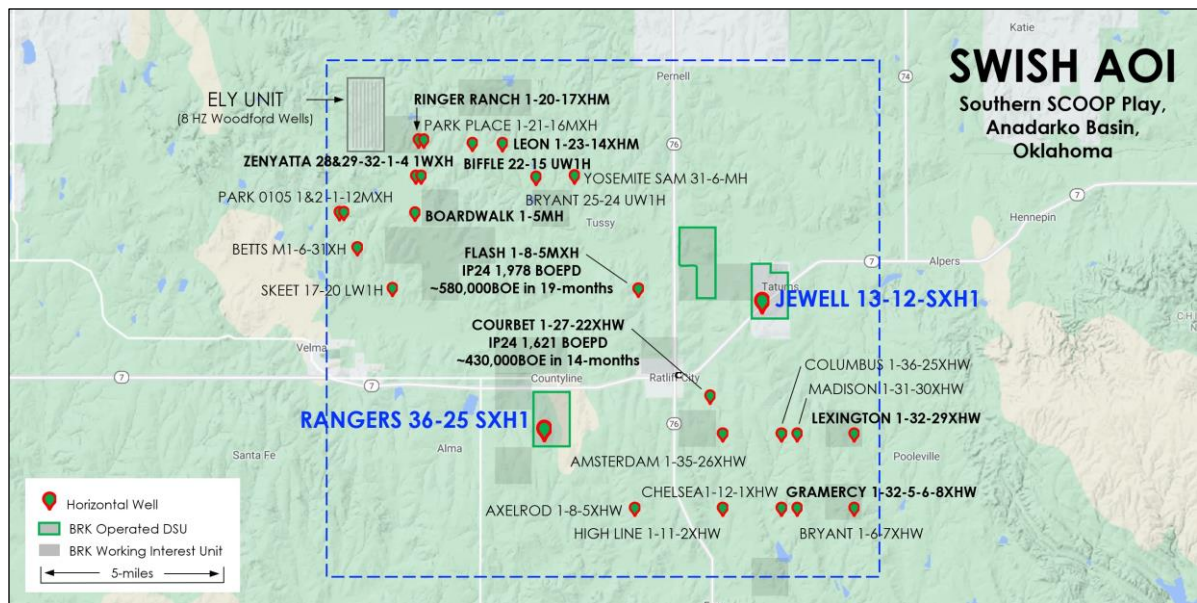 Katie
SWISH AOI
Southern SCOOP Play,
Anadarko Basin,
Oklahoma
Pernell
74
ELY UNIT
(8 HZ Woodford Wells)
RINGER RANCH 1-20-17XHM
PARK PLACE 1-21-16MXH
LEON 1-23-14XHM
76
ZENYATTA 28&29-32-1-4 1WXH
BIFFLE 22-15 UW1H
YOSEMITE SAM 31-6-MH
PARK 0105 1&2-1-12MXH
BRYANT 25-24 UW1H
7
BOARDWALK 1-5MH
Tussy
Hennepin
BETTS M1-6-31XH
FLASH 1-8-5MXH
IP24 1,978 BOEPD
~580,000BOE in 19-months
7
Alpers
Tatums
SKEET 17-20 LW1H
JEWELL 13-12-SXH1
COURBET 1-27-22XHW
IP24 1,621 BOEPD
~430,000BOE in 14-months
Velma
COLUMBUS 1-36-25XHW
7
7
Countyline
Ratliff City
MADISON 1-31-30XHW
RANGERS 36-25 SXH1
LEXINGTON 1-32-29XHW
76
Santa Fe
Alma
AMSTERDAM 1-35-26XHW
Pooleville
CHELSEA1-12-1XHW
GRAMERCY 1-32-5-6-8XHW
AXELROD 1-8-5XHW
HIGH LINE 1-11-2XHW
BRYANT 1-6-7XHW
Horizontal Well
BRK Operated DSU
BRK Working Interest Unit
5-miles